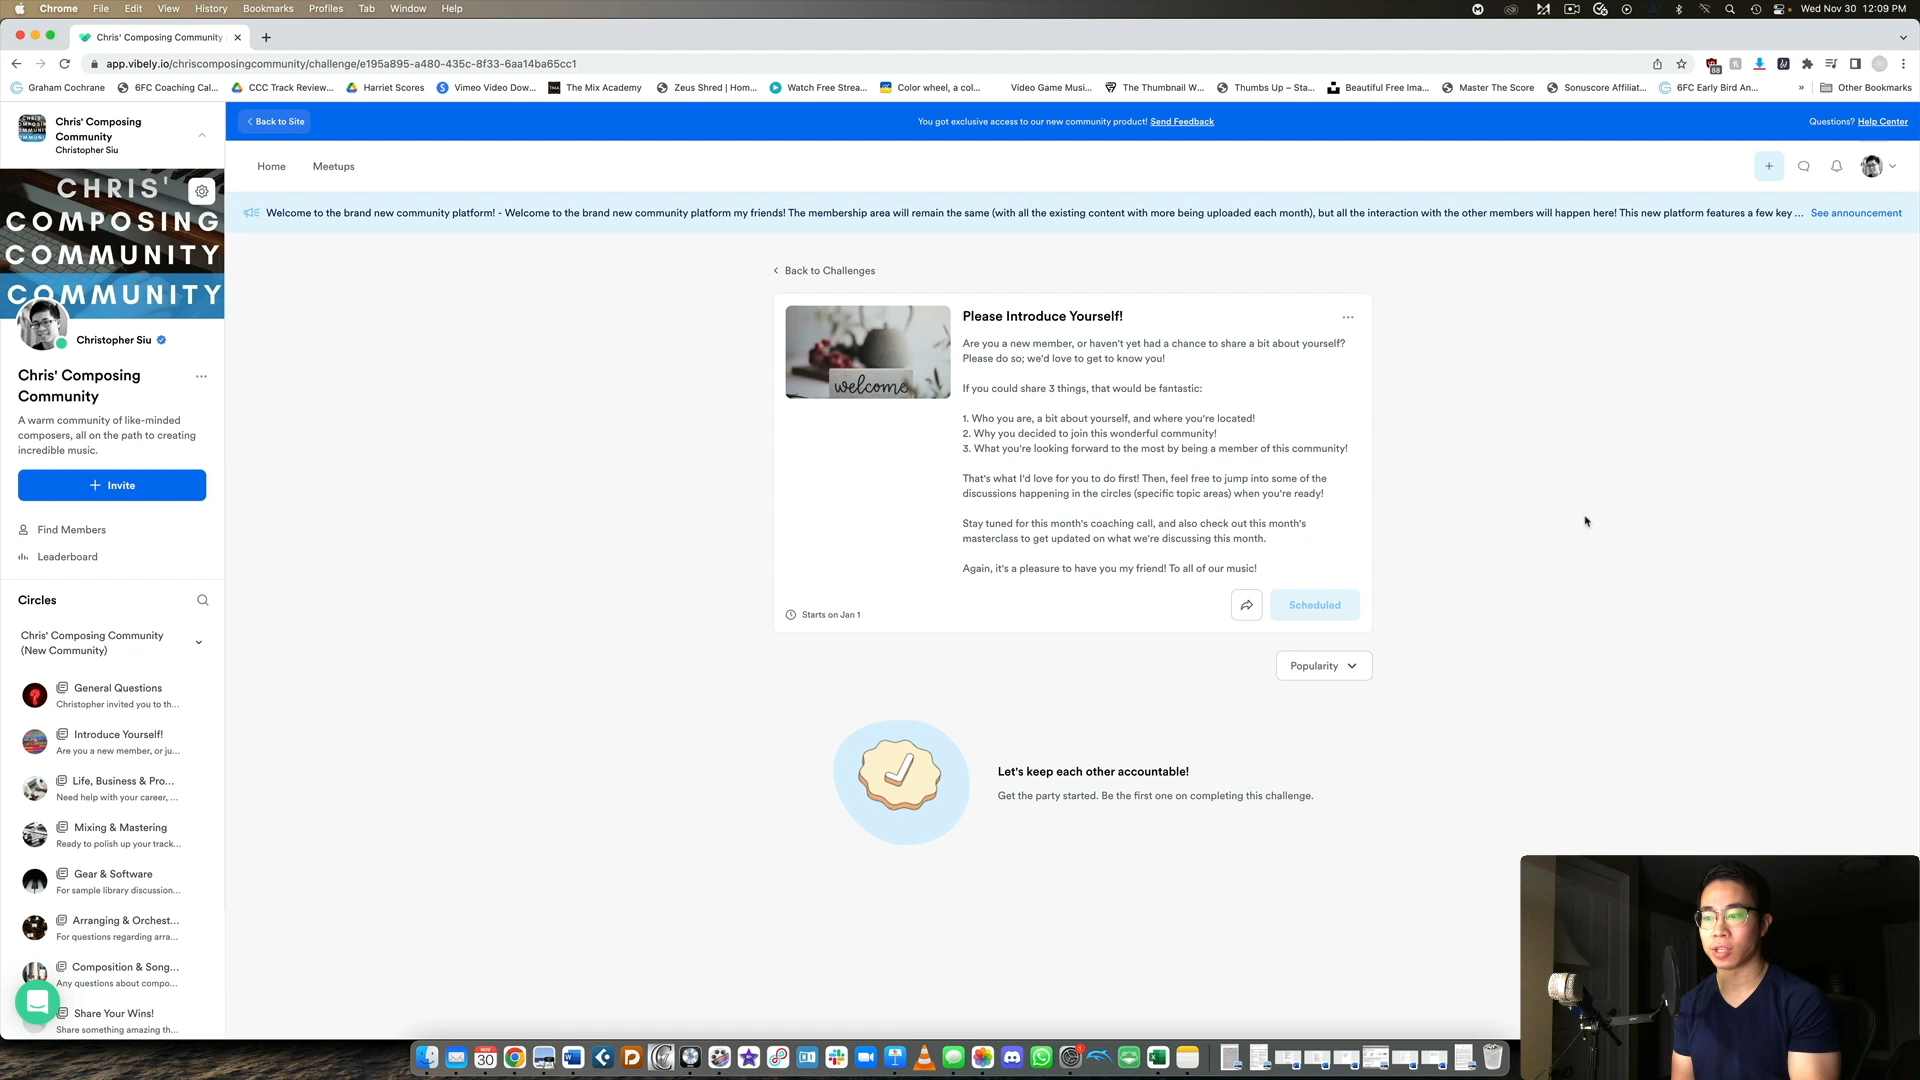 Chrome File Edit View History Bookmarks Profiles Tab Window Help Wed Nov 30 12:09 PM
Chris' Composing Community
app.vibely.io/chriscomposingcommunity/challenge/e195a895-a480-435c-8f33-6aa14ba65cc1
88
Graham Cochrane 6FC Coaching Cal... CCC Track Review... Harriet Scores Vimeo Video Dow... The Mix Academy Zeus Shred | Hom... Watch Free Strea... Color wheel, a col... Video Game Musi... The Thumbnail W... Thumbs Up – Sta... Beautiful Free Ima... Master The Score Sonuscore Affiliat... 6FC Early Bird An... » Other Bookmarks
Chris' Composing
Community
Christopher Siu
Back to Site
You got exclusive access to our new community product! Send Feedback
Questions? Help Center
Home Meetups
Welcome to the brand new community platform! - Welcome to the brand new community platform my friends! The membership area will remain the same (with all the existing content with more being uploaded each month), but all the interaction with the other members will happen here! This new platform features a few key ... See announcement
CHRIS'
COMPOSING
COMMUNITY
COMMUNITY
Christopher Siu
Chris' Composing
Community
A warm community of like-minded
composers, all on the path to creating
incredible music.
+ Invite
Find Members
Leaderboard
Circles
Chris' Composing Community
(New Community)
General Questions
Christopher invited you to th...
Introduce Yourself!
Are you a new member, or ju...
Life, Business & Pro...
Need help with your career, ...
Mixing & Mastering
Ready to polish up your track...
Gear & Software
For sample library discussion...
Arranging & Orchest...
For questions regarding arra...
Composition & Song...
Any questions about compo...
Share Your Wins!
Share something amazing th...
Back to Challenges
welcome
Please Introduce Yourself!
Are you a new member, or haven't yet had a chance to share a bit about yourself?
Please do so; we'd love to get to know you!
If you could share 3 things, that would be fantastic:
1. Who you are, a bit about yourself, and where you're located!
2. Why you decided to join this wonderful community!
3. What you're looking forward to the most by being a member of this community!
That's what I'd love for you to do first! Then, feel free to jump into some of the
discussions happening in the circles (specific topic areas) when you're ready!
Stay tuned for this month's coaching call, and also check out this month's
masterclass to get updated on what we're discussing this month.
Again, it's a pleasure to have you my friend! To all of our music!
Starts on Jan 1
Scheduled
Popularity
Let's keep each other accountable!
Get the party started. Be the first one on completing this challenge.
NOV
30
1